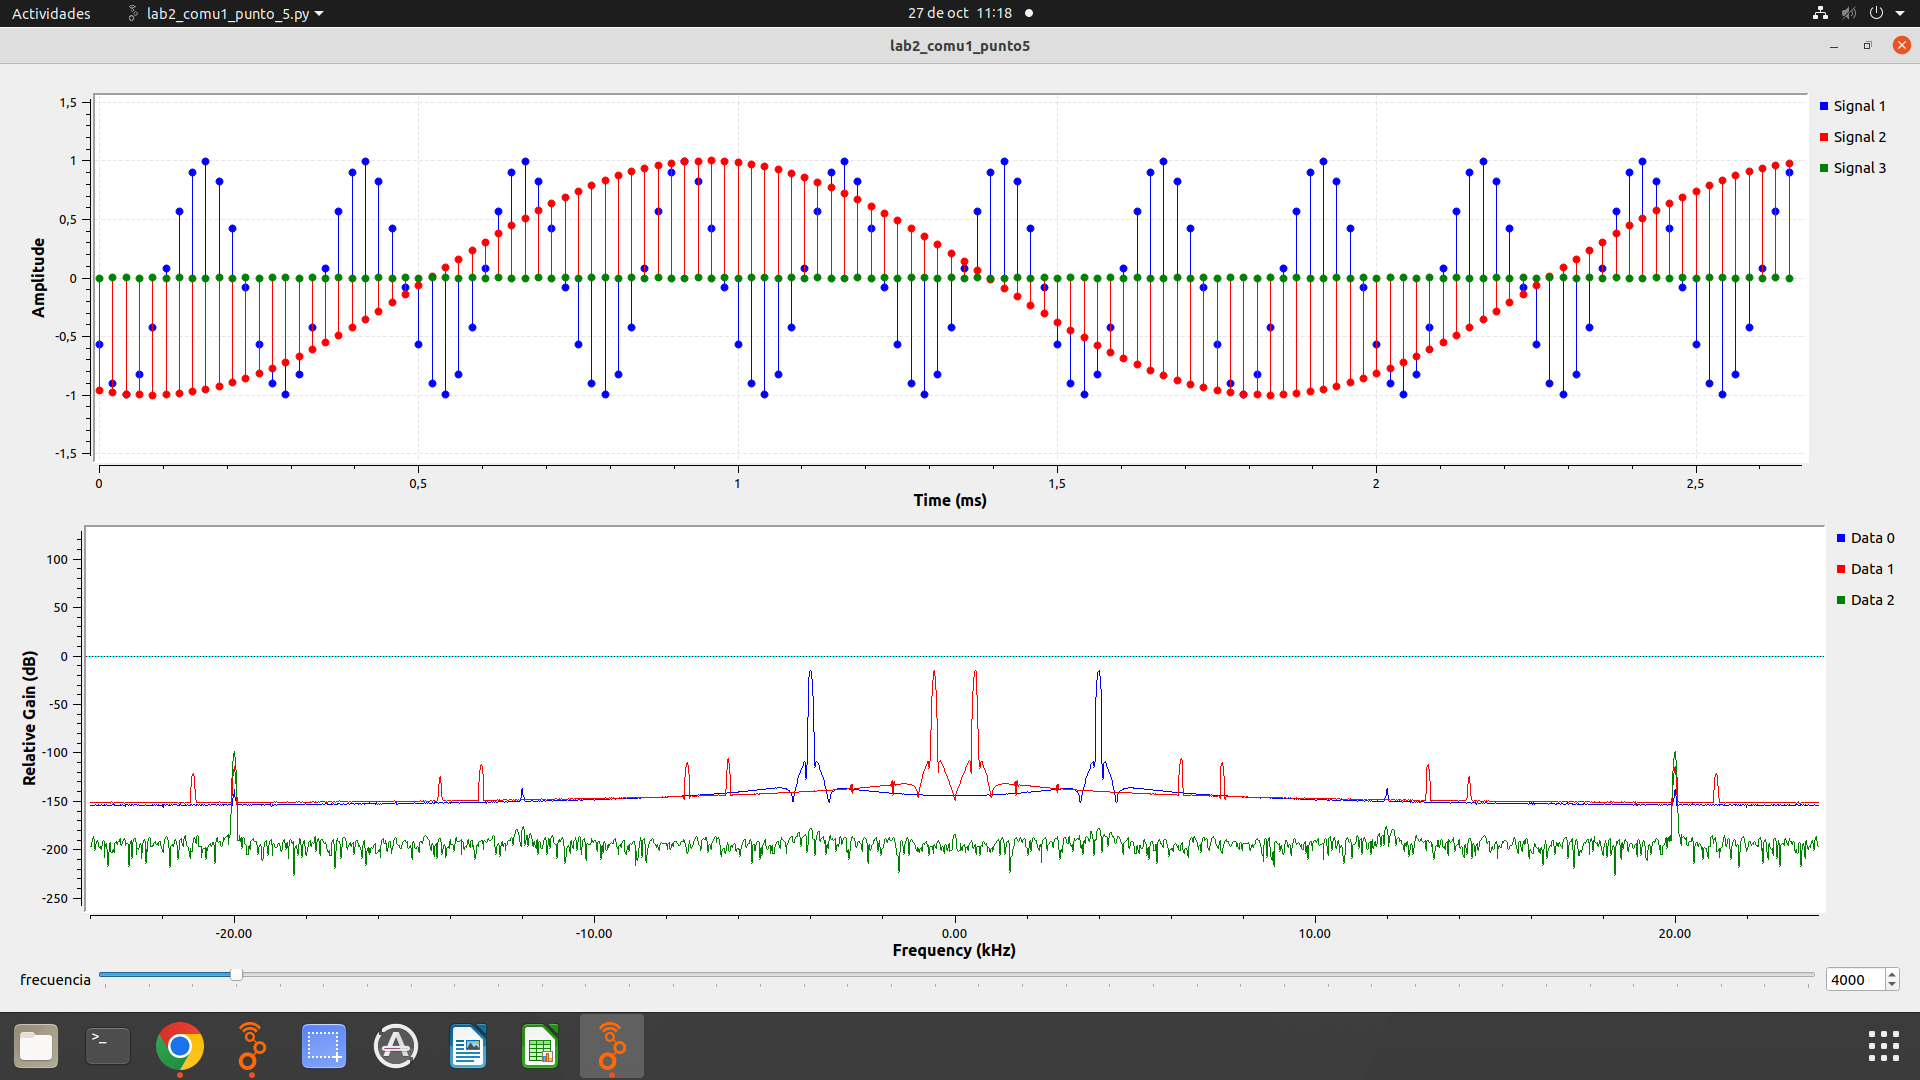 Actividades lab2_comu1_punto_5.py 27 de oct 11:18
lab2_comu1_punto5
1,5
1
0,5
0
-0,5
-1
-1,5
Amplitude
0 0,5 1 1,5 2 2,5
Time (ms)
Signal 1
Signal 2
Signal 3
100
50
0
-50
-100
-150
-200
-250
Relative Gain (dB)
-20.00 -10.00 0.00 10.00 20.00
Frequency (kHz)
Data 0
Data 1
Data 2
frecuencia 4000
>_